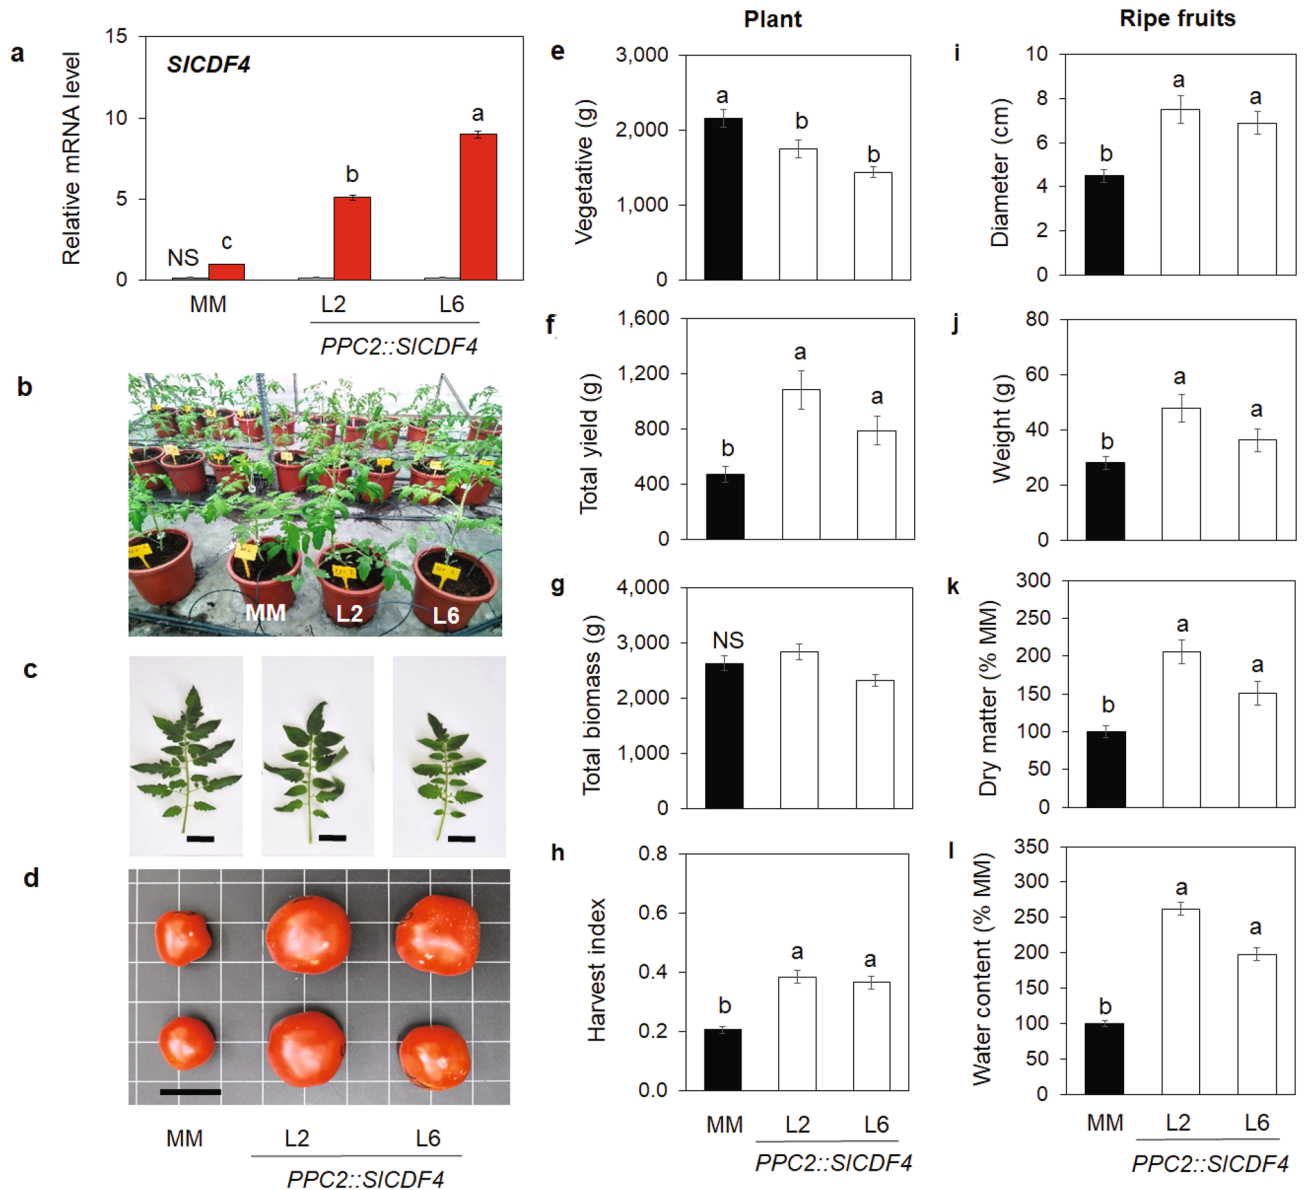 Plant
Ripe fruits
a
Relative mRNA level
15
10
5
0
SlCDF4
NS
c
b
a
MM
L2
L6
PPC2::SlCDF4
b
MM
L2
L6
c
d
MM
L2
L6
PPC2::SlCDF4
e
Vegetative (g)
3,000
2,000
1,000
0
a
b
b
f
Total yield (g)
1,600
1,200
800
400
0
b
a
a
g
Total biomass (g)
4,000
3,000
2,000
1,000
0
NS
h
Harvest index
0.8
0.6
0.4
0.2
0.0
b
a
a
MM
L2
L6
PPC2::SlCDF4
i
Diameter (cm)
10
8
6
4
2
0
b
a
a
j
Weight (g)
80
60
40
20
0
b
a
a
k
Dry matter (% MM)
300
250
200
150
100
50
0
b
a
a
l
Water content (% MM)
350
300
250
200
150
100
50
0
b
a
a
MM
L2
L6
PPC2::SlCDF4